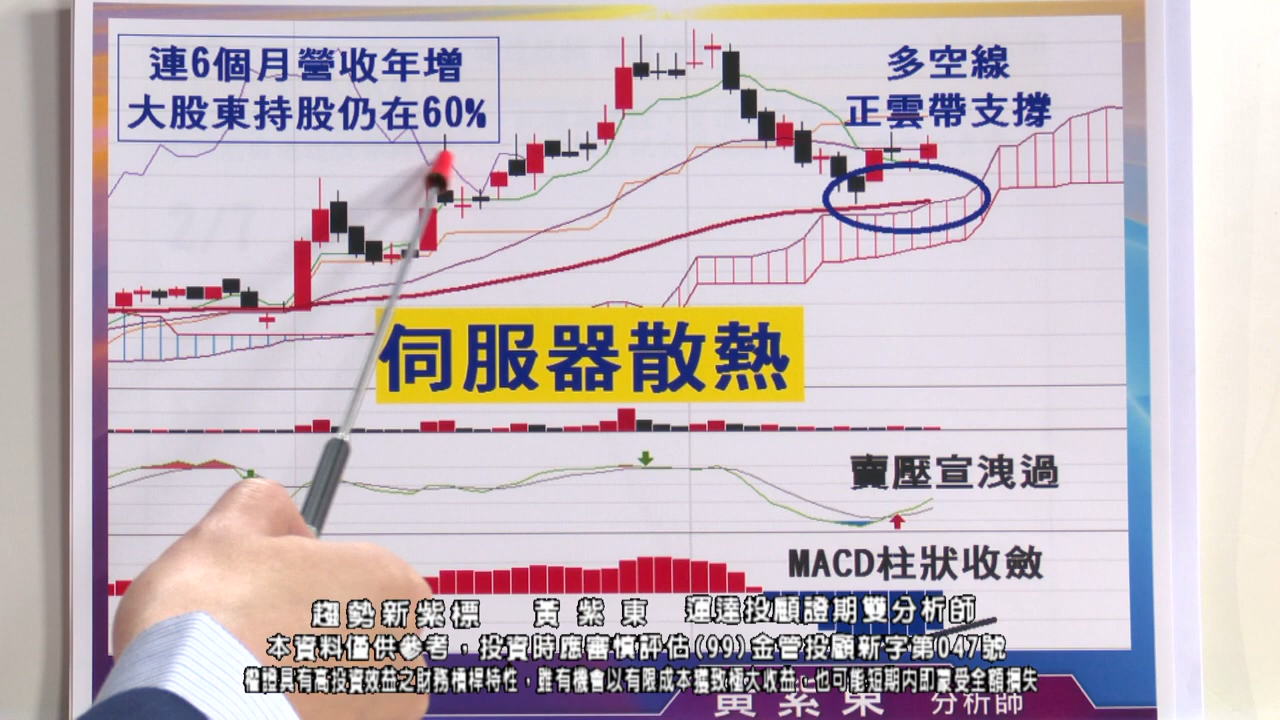 連6個月營收年增
大股東持股仍在60%
多空線
正雲帶支撐
伺服器散熱
賣壓宣洩過
MACD柱狀收斂
趨勢新紫標 黃紫東 運達投顧證期雙分析師
本資料僅供參考，投資時應審慎評估(99)金管投顧新字第047號
權證具有高投資效益之財務槓桿特性，雖有機會以有限成本獲致極大收益，也可能短期內即蒙受全額損失
黃紫東 分析師